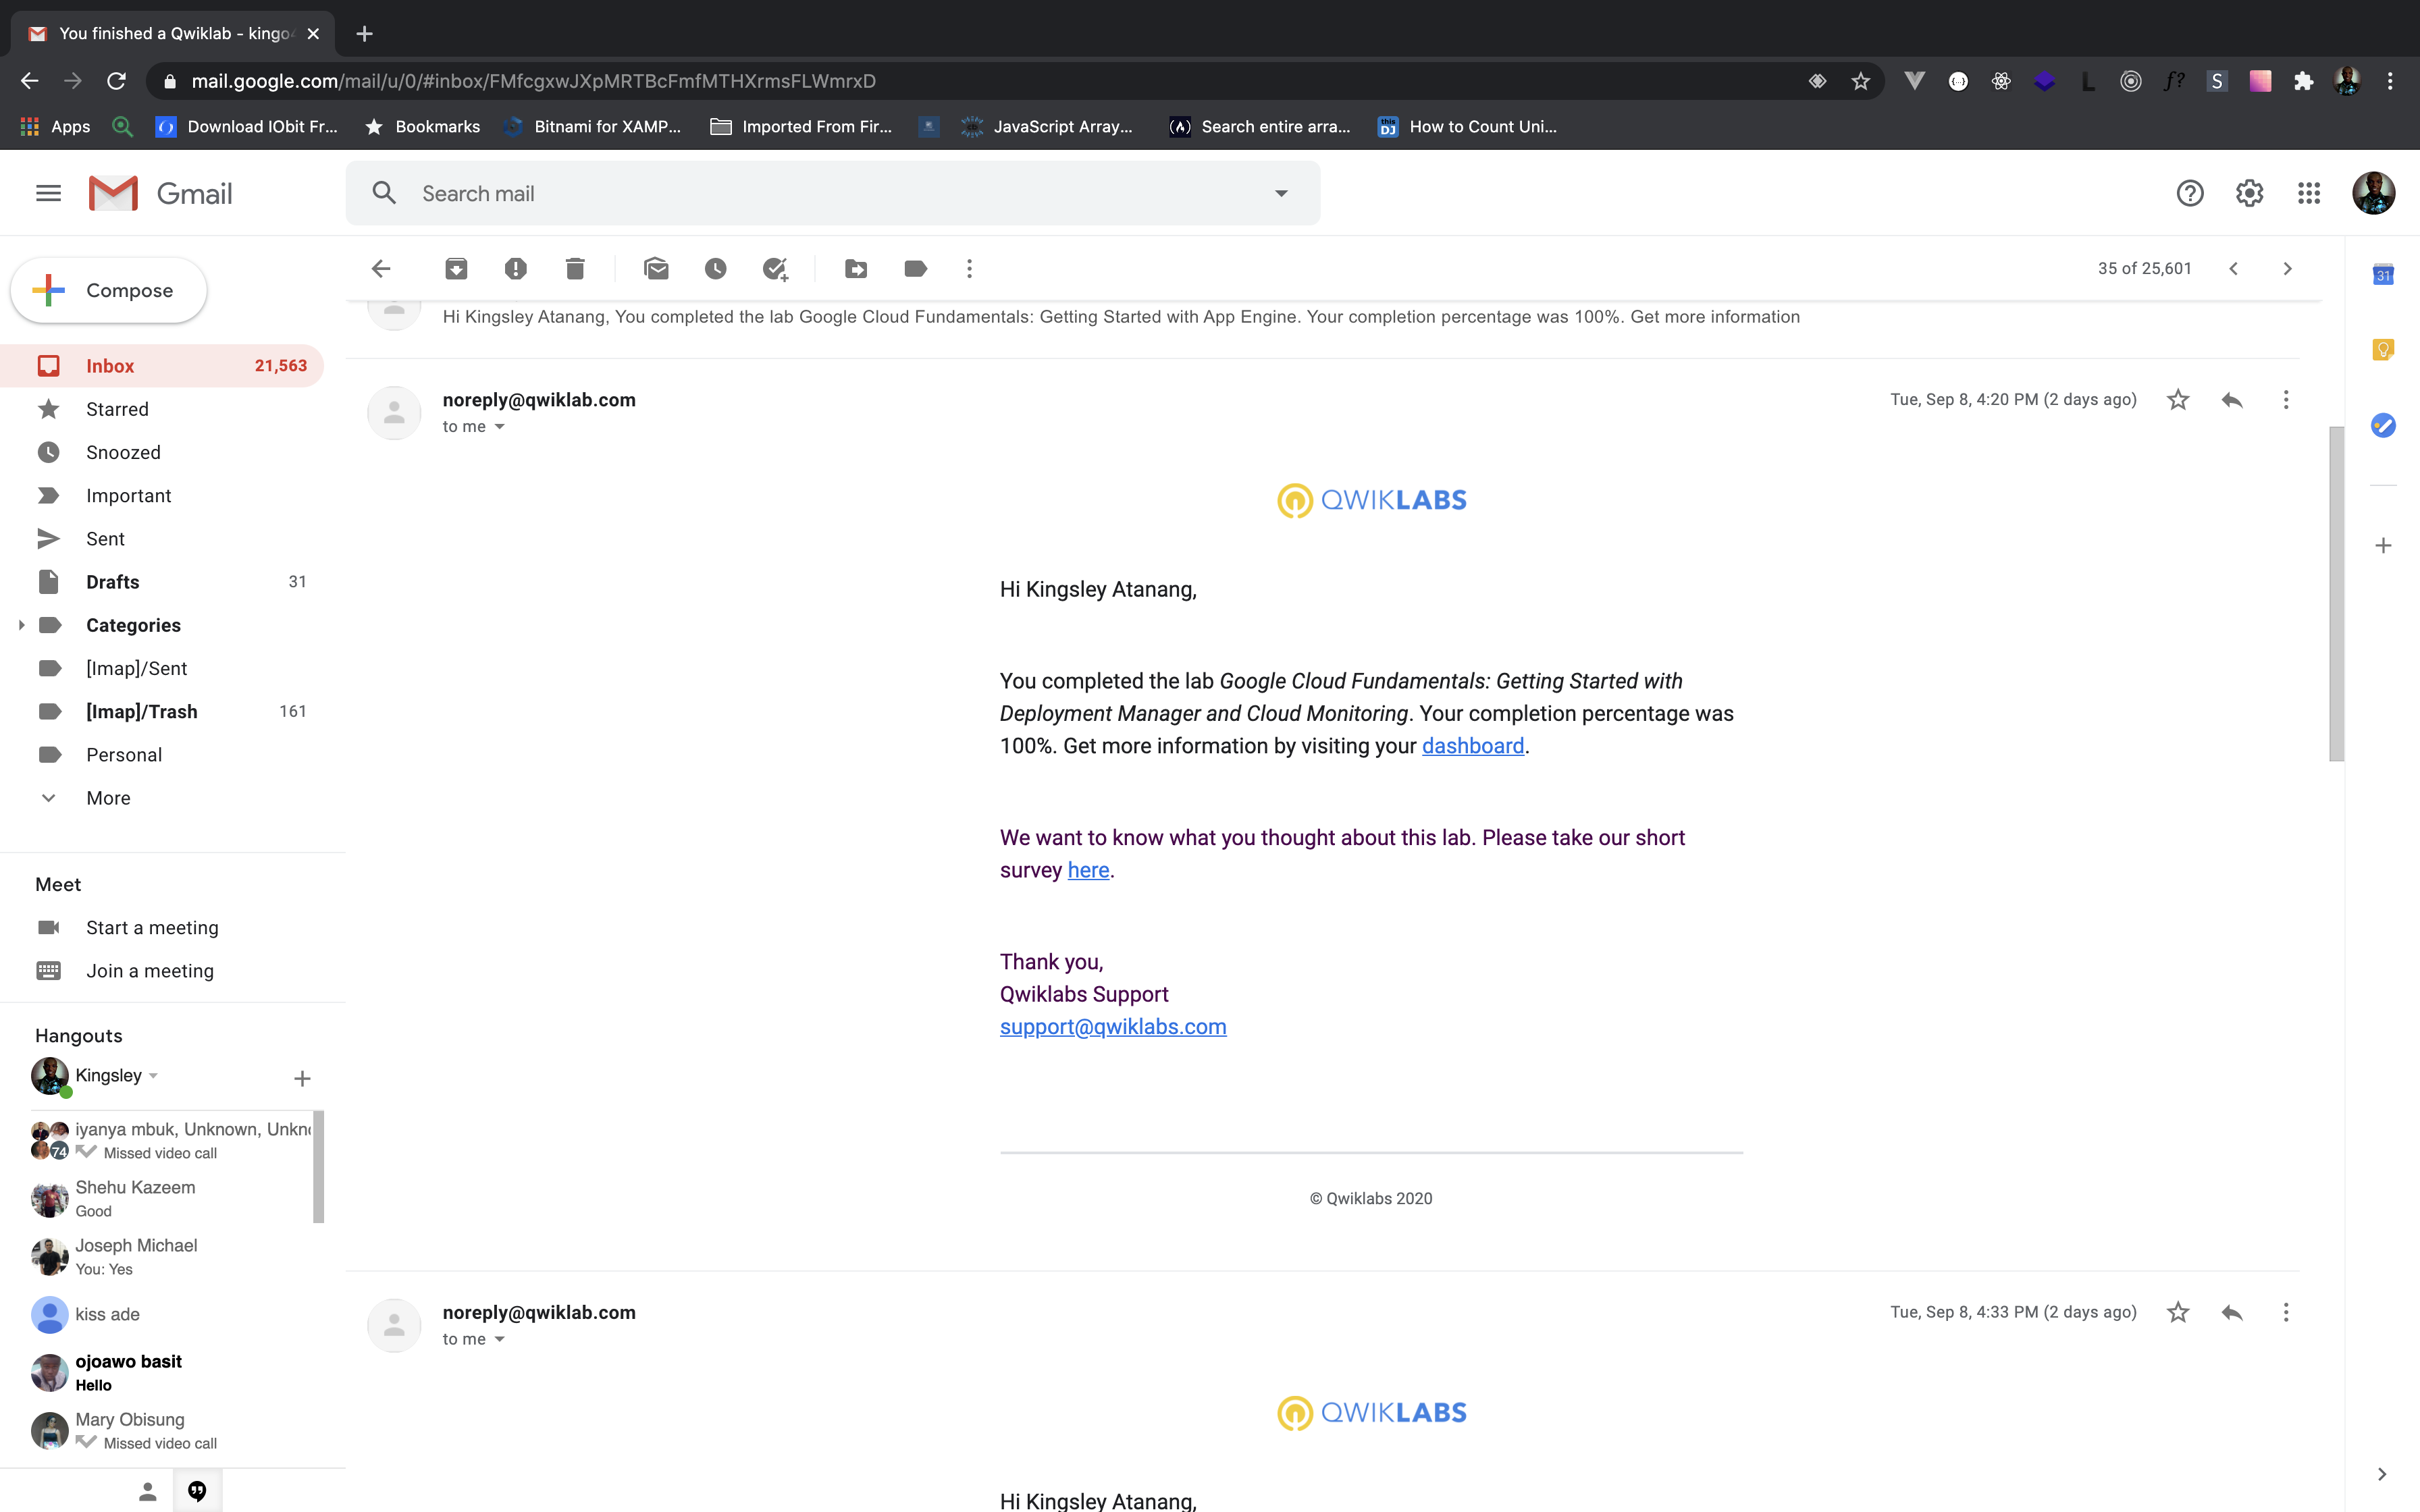 You finished a Qwiklab - kingo
mail.google.com/mail/u/0/#inbox/FMfcgxwJXpMRTBcFmfMTHXrmsFLWmrxD
Apps
Download IObit Fr...
Bookmarks
Bitnami for XAMP...
Imported From Fir...
JavaScript Array...
Search entire arra...
this DJ
How to Count Uni...
Gmail
Search mail
Compose
35 of 25,601
31
Hi Kingsley Atanang, You completed the lab Google Cloud Fundamentals: Getting Started with App Engine. Your completion percentage was 100%. Get more information
Inbox 21,563
Starred
Snoozed
Important
Sent
Drafts 31
Categories
[Imap]/Sent
[Imap]/Trash 161
Personal
More
Meet
Start a meeting
Join a meeting
Hangouts
Kingsley
iyanya mbuk, Unknown, Unkn
74
Missed video call
Shehu Kazeem
Good
Joseph Michael
You: Yes
kiss ade
ojoawo basit
Hello
Mary Obisung
Missed video call
noreply@qwiklab.com
Tue, Sep 8, 4:20 PM (2 days ago)
to me
QWIKLABS
Hi Kingsley Atanang,
You completed the lab Google Cloud Fundamentals: Getting Started with
Deployment Manager and Cloud Monitoring. Your completion percentage was
100%. Get more information by visiting your dashboard.
We want to know what you thought about this lab. Please take our short
survey here.
Thank you,
Qwiklabs Support
support@qwiklabs.com
© Qwiklabs 2020
noreply@qwiklab.com
Tue, Sep 8, 4:33 PM (2 days ago)
to me
QWIKLABS
Hi Kingsley Atanang,